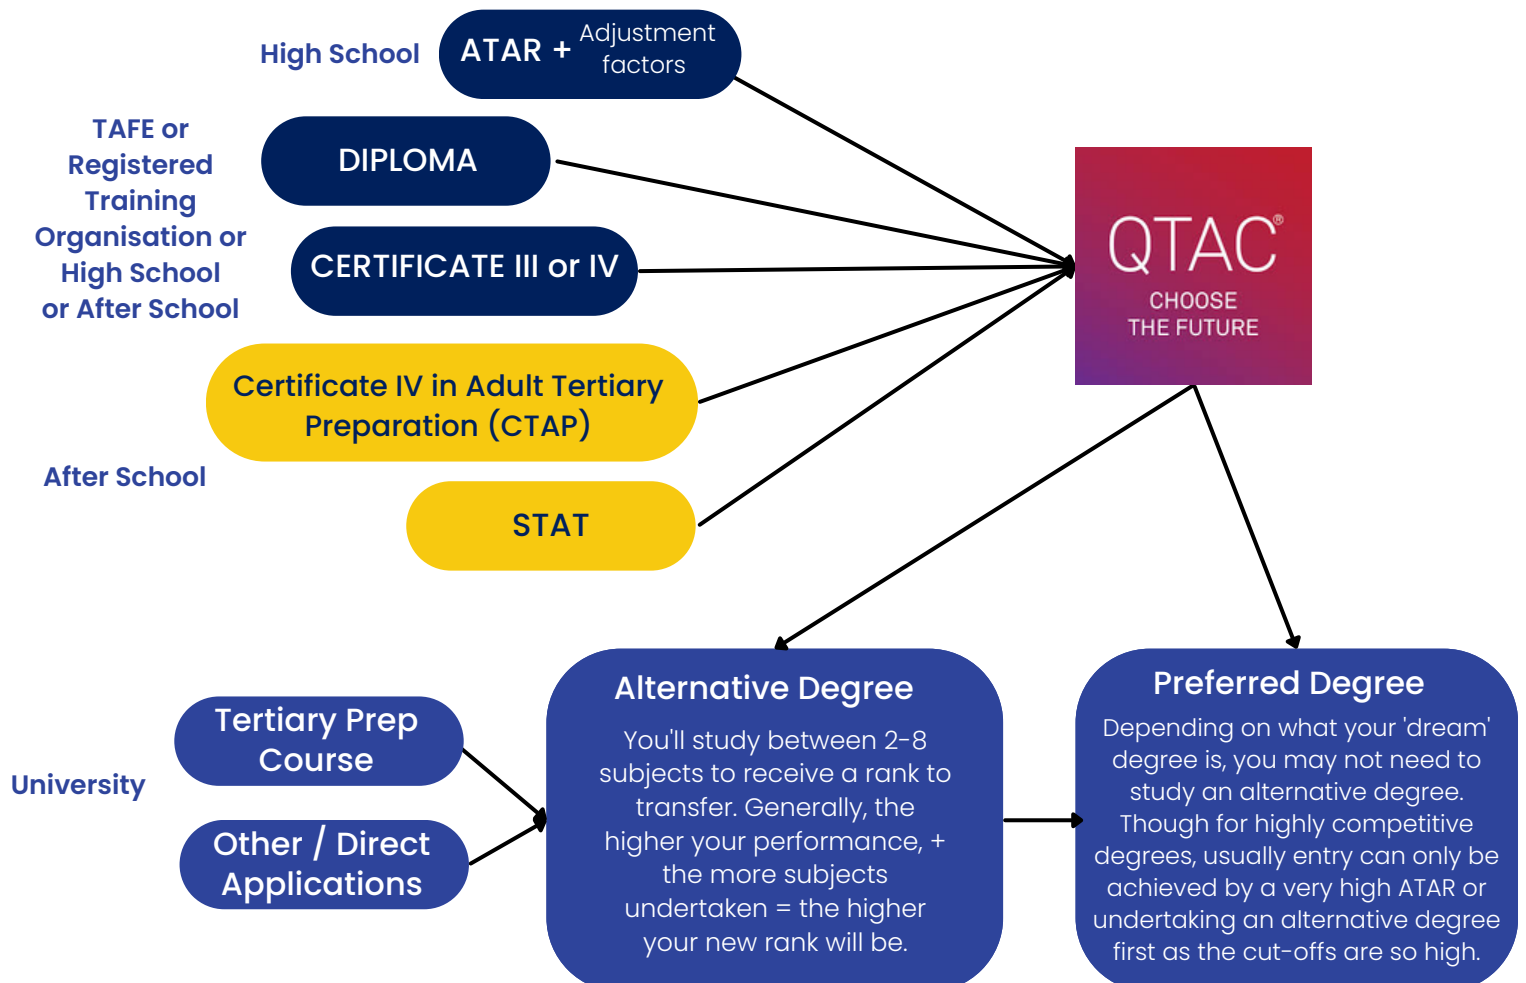 High School
ATAR +
Adjustment
factors
TAFE or
Registered
Training
Organisation or
High School
or After School
DIPLOMA
CERTIFICATE III or IV
Certificate IV in Adult Tertiary
Preparation (CTAP)
After School
STAT
QTAC®
CHOOSE
THE FUTURE
University
Tertiary Prep
Course
Other / Direct
Applications
Alternative Degree
You'll study between 2-8
subjects to receive a rank to
transfer. Generally, the
higher your performance, +
the more subjects
undertaken = the higher
your new rank will be.
Preferred Degree
Depending on what your 'dream'
degree is, you may not need to
study an alternative degree.
Though for highly competitive
degrees, usually entry can only be
achieved by a very high ATAR or
undertaking an alternative degree
first as the cut-offs are so high.